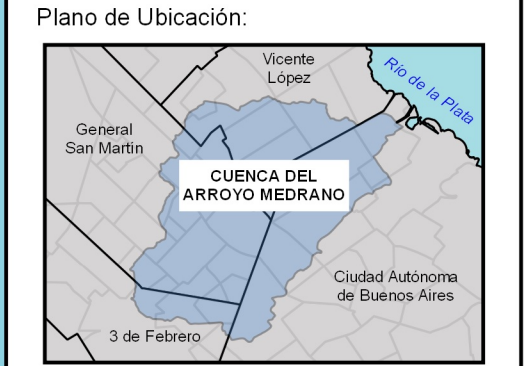 Plano de Ubicación:
Vicente
López
Río de la Plata
General
San Martin
CUENCA DEL
ARROYO MEDRANO
Ciudad Autónoma
de Buenos Aires
3 de Febrero